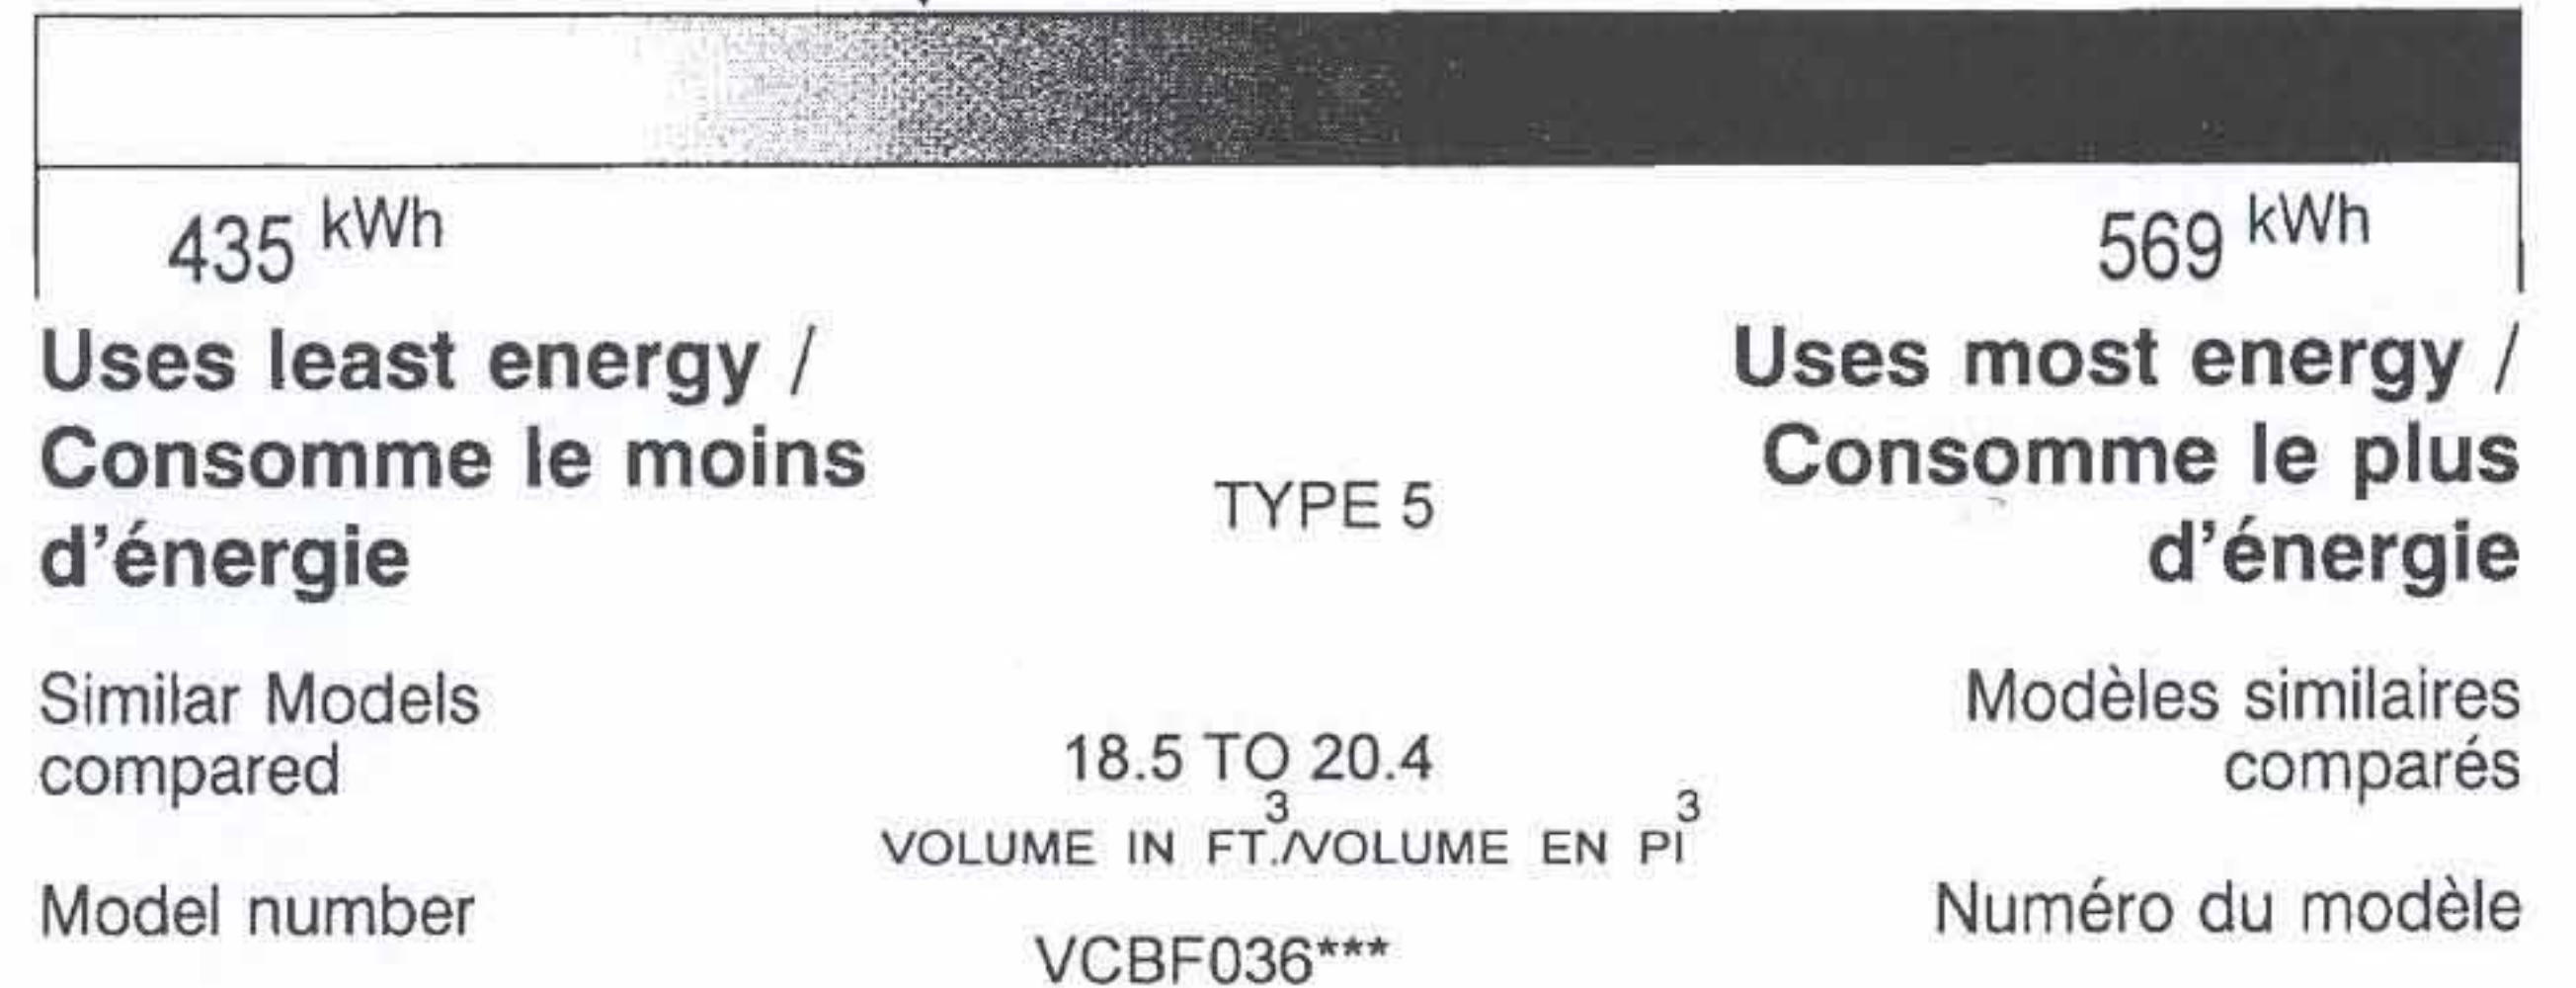 435 kWh 569 kWh
Uses least energy / Uses most energy /
Consomme le moins Consomme le plus
d'énergie d'énergie
TYPE 5
Similar Models Modèles similaires
compared comparés
18.5 TO 20.4
VOLUME IN FT.3/VOLUME EN PI3
Model number Numéro du modèle
VCBF036***